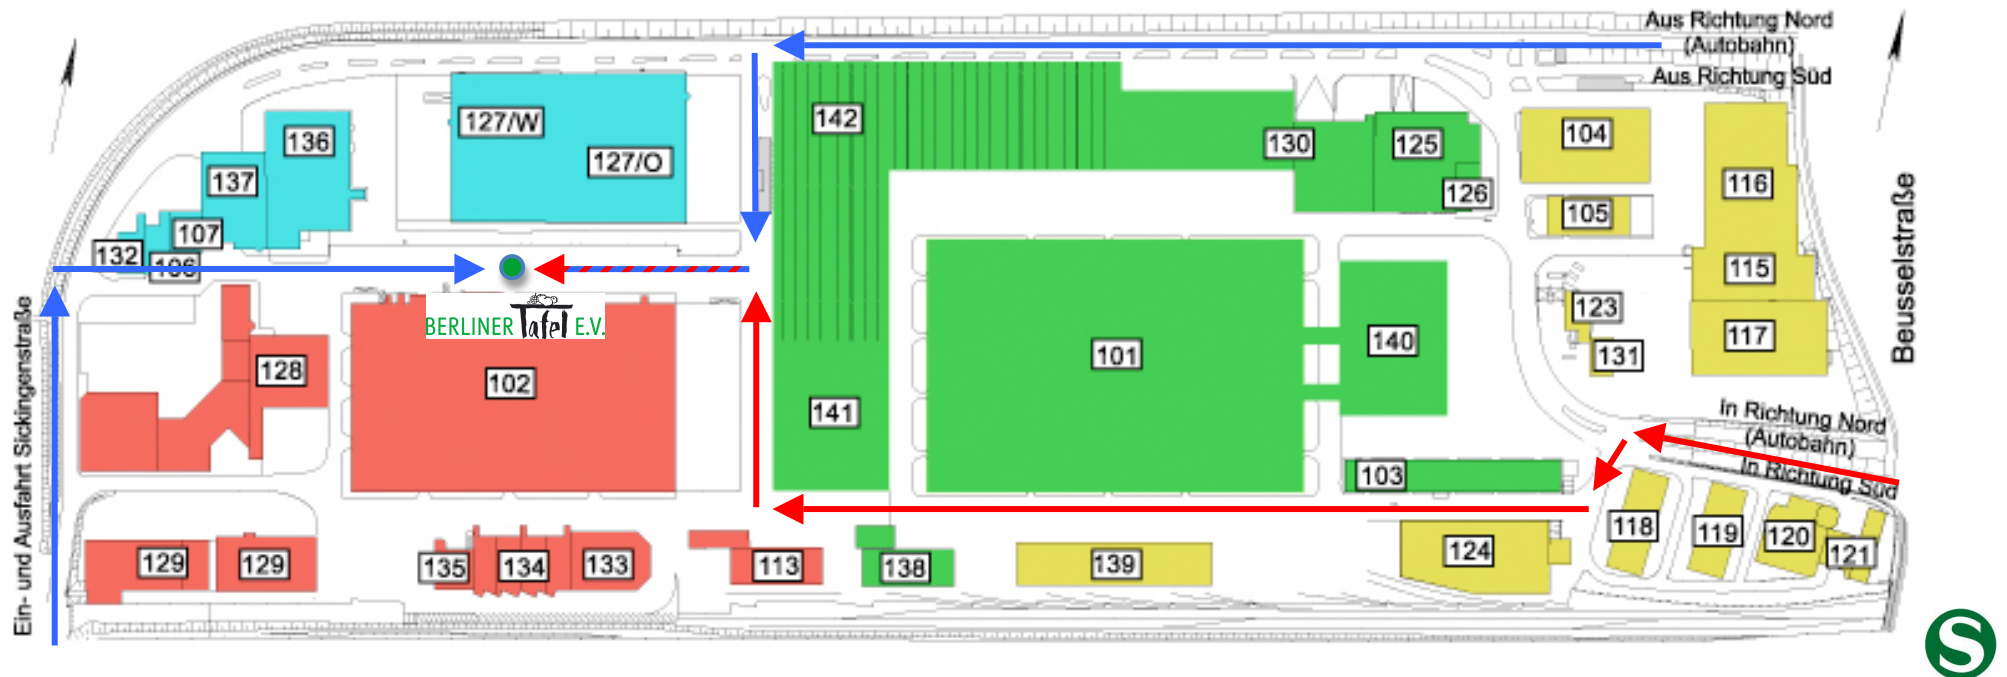 Aus Richtung Nord
(Autobahn)
Aus Richtung Süd
142
127/W
127/O
136
137
107
132
106
130
125
126
104
105
116
115
117
123
131
Beusselstraße
Ein- und Ausfahrt Sickingenstraße
BERLINER Tafel E.V.
128
102
141
101
140
103
In Richtung Nord
(Autobahn)
In Richtung Süd
129
129
135
134
133
113
138
139
124
118
119
120
121
S